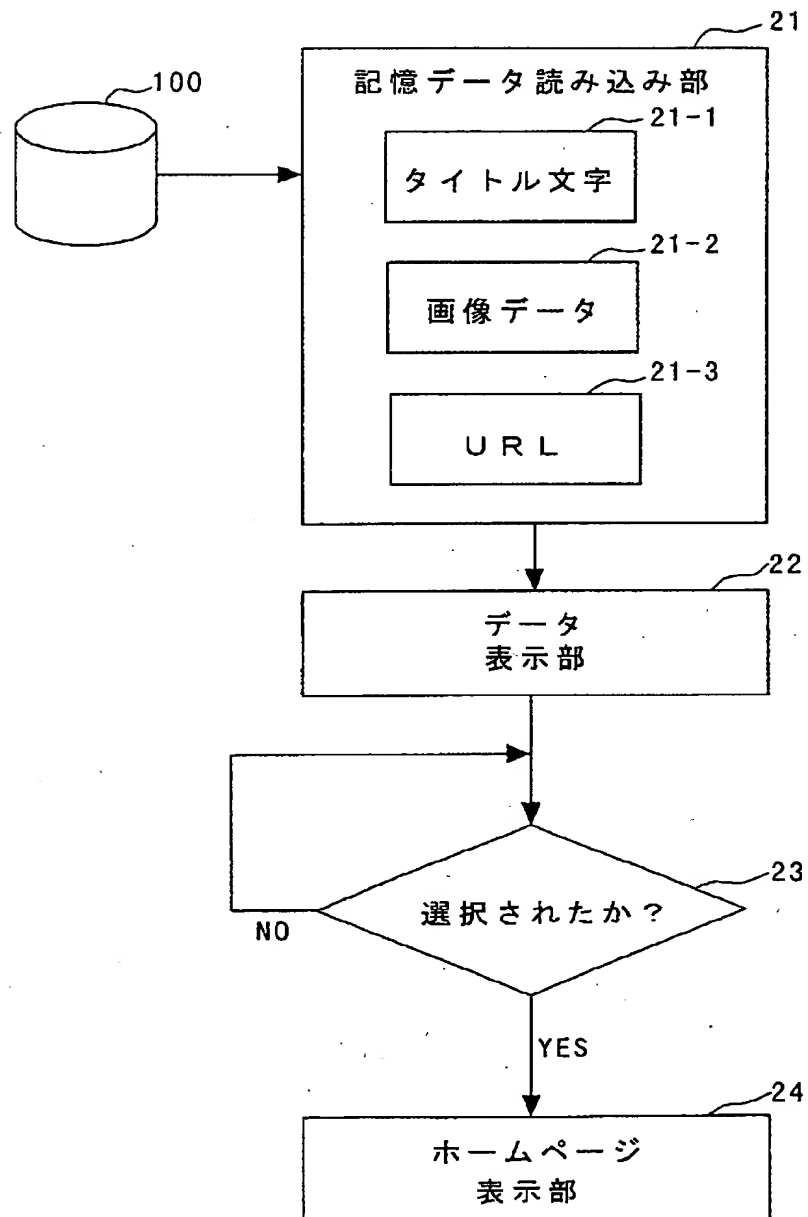 21
記憶データ読み込み部
100
21-1
タイトル文字
21-2
画像データ
21-3
URL
22
データ
表示部
23
選択されたか?
NO
YES
24
ホームページ
表示部